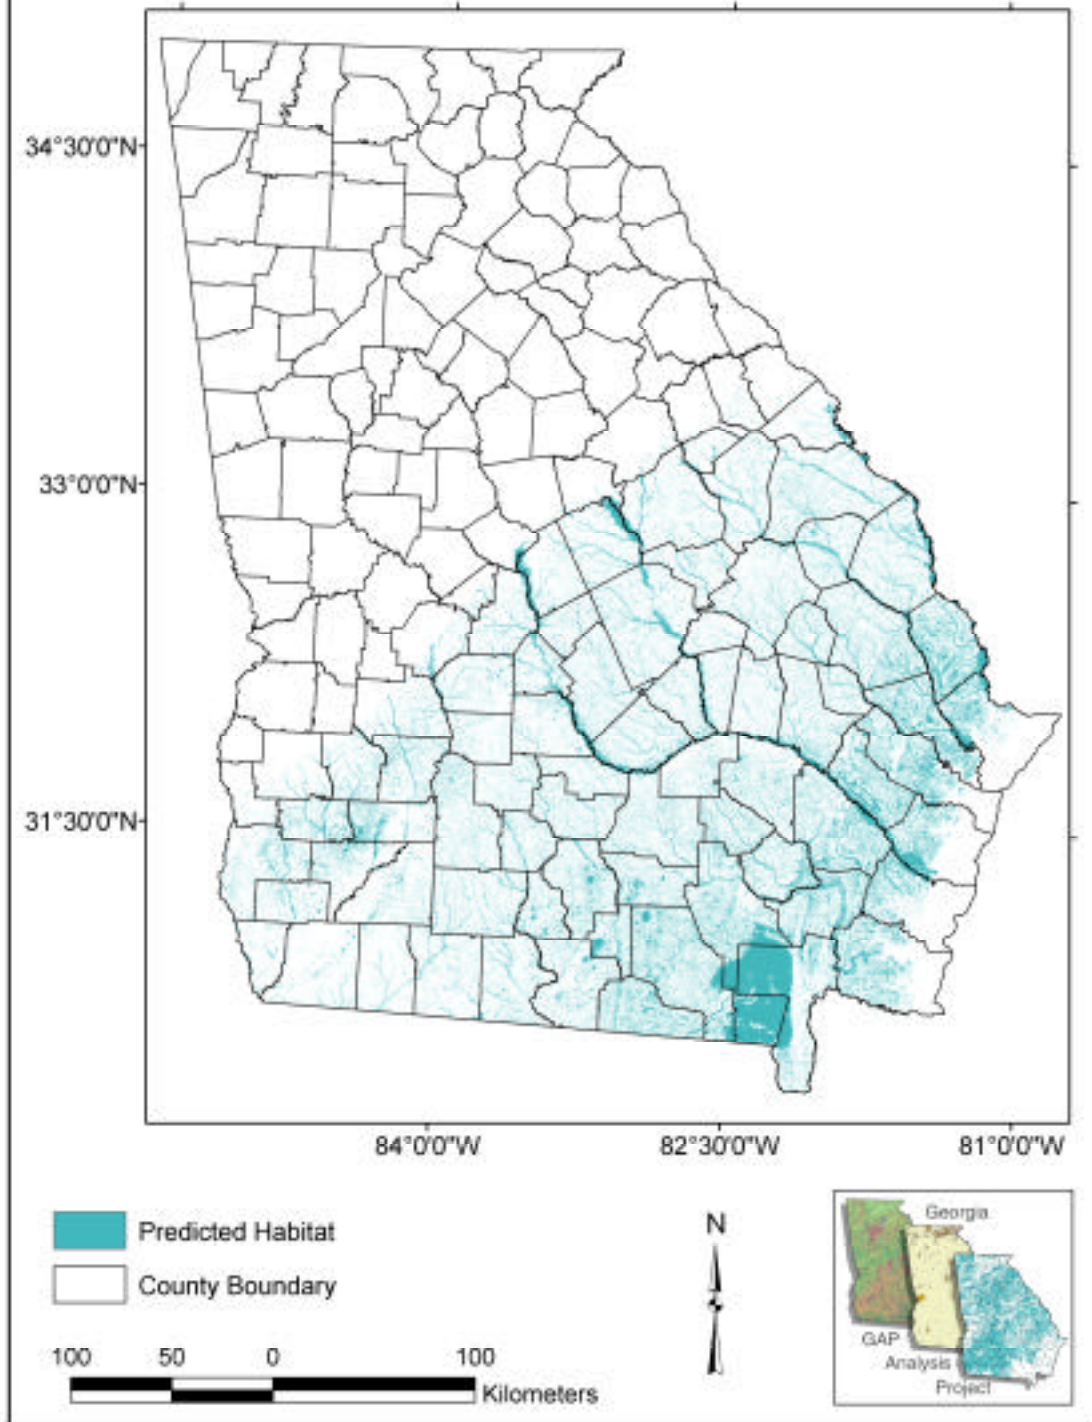 34°30'0"N
33°0'0"N
31°30'0"N
84°0'0"W 82°30'0"W 81°0'0"W
Predicted Habitat
County Boundary
N
100 50 0 100
Kilometers
Georgia
GAP
Analysis
Project